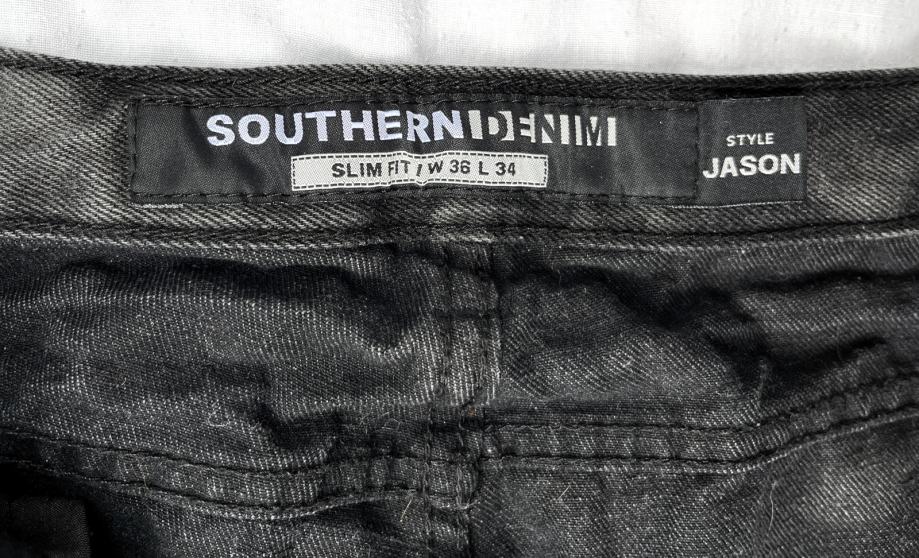 SOUTHERNDENIM
SLIM FIT / W 36 L 34
STYLE
JASON